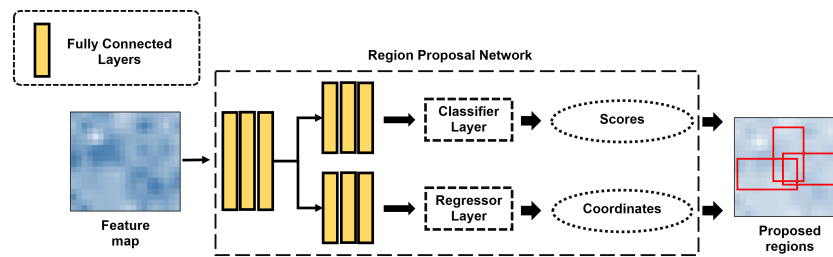 Fully Connected
Layers
Region Proposal Network
Classifier
Layer
Scores
Regressor
Layer
Coordinates
Feature
map
Proposed
regions